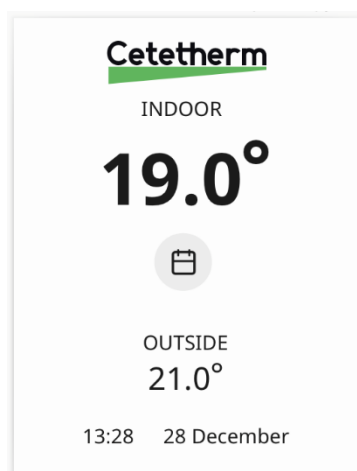 Cetetherm
INDOOR
19.0°
OUTSIDE
21.0°
13:28 28 December